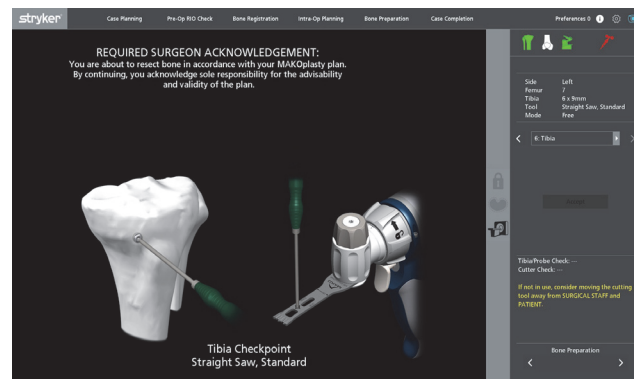 stryker
Case Planning
Pre-Op RIO Check
Bone Registration
Intra-Op Planning
Bone Preparation
Case Completion
Preferences 0
REQUIRED SURGEON ACKNOWLEDGEMENT:
You are about to resect bone in accordance with your MAKOplasty plan.
By continuing, you acknowledge sole responsibility for the advisability
and validity of the plan.
Side Left
Femur 7
Tibia 6 x 9mm
Tool Straight Saw, Standard
Mode Free
6: Tibia
Accept
Tibia/Probe Check: ---
Cutter Check: ---
If not in use, consider moving the cutting
tool away from SURGICAL STAFF and
PATIENT.
Tibia Checkpoint
Straight Saw, Standard
Bone Preparation